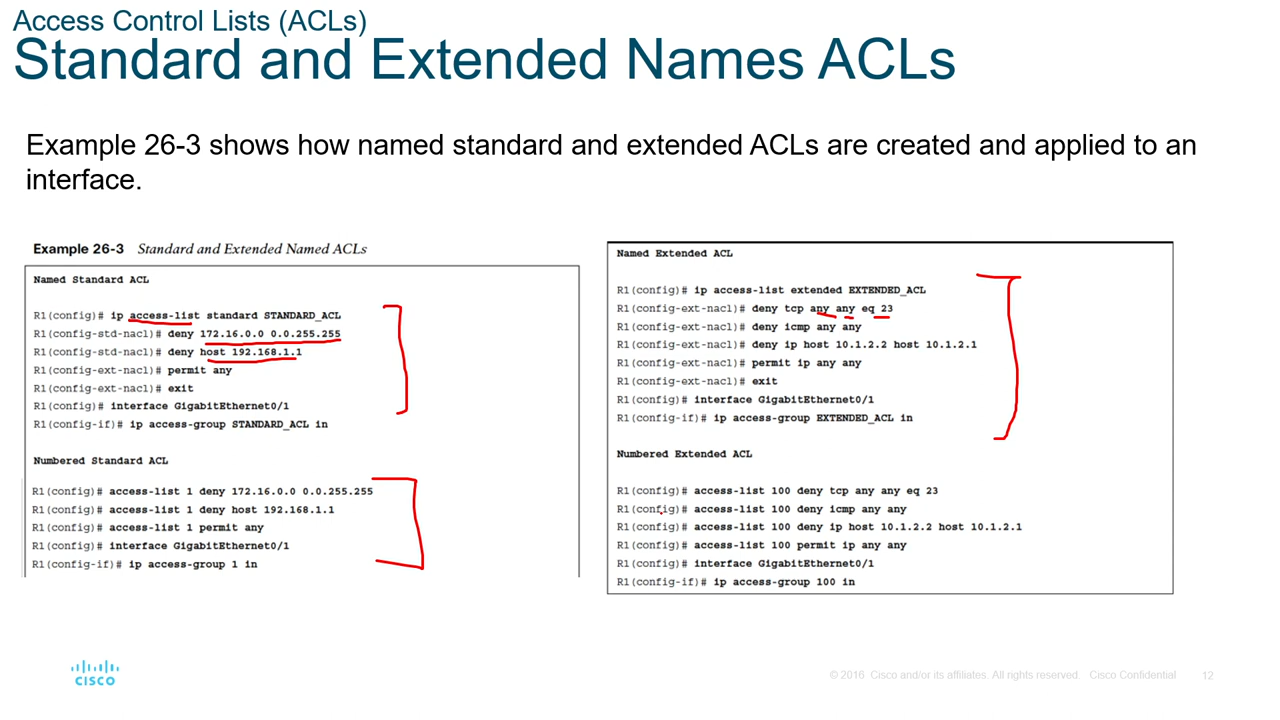 Access Control Lists (ACLs)
Standard and Extended Names ACLs
Example 26-3 shows how named standard and extended ACLs are created and applied to an
interface.
Example 26-3 Standard and Extended Named ACLs
Named Standard ACL
R1(config)# ip access-list standard STANDARD_ACL
R1(config-std-nacl)# deny 172.16.0.0 0.0.255.255
R1(config-std-nacl)# deny host 192.168.1.1
R1(config-ext-nacl)# permit any
R1(config-ext-nacl)# exit
R1(config)# interface GigabitEthernet0/1
R1(config-if)# ip access-group STANDARD_ACL in
Numbered Standard ACL
R1(config)# access-list 1 deny 172.16.0.0 0.0.255.255
R1(config)# access-list 1 deny host 192.168.1.1
R1(config)# access-list 1 permit any
R1(config)# interface GigabitEthernet0/1
R1(config-if)# ip access-group 1 in
Named Extended ACL
R1(config)# ip access-list extended EXTENDED_ACL
R1(config-ext-nacl)# deny tcp any any eq 23
R1(config-ext-nacl)# deny icmp any any
R1(config-ext-nacl)# deny ip host 10.1.2.2 host 10.1.2.1
R1(config-ext-nacl)# permit ip any any
R1(config-ext-nacl)# exit
R1(config)# interface GigabitEthernet0/1
R1(config-if)# ip access-group EXTENDED_ACL in
Numbered Extended ACL
R1(config)# access-list 100 deny tcp any any eq 23
R1(config)# access-list 100 deny icmp any any
R1(config)# access-list 100 deny ip host 10.1.2.2 host 10.1.2.1
R1(config)# access-list 100 permit ip any any
R1(config)# interface GigabitEthernet0/1
R1(config-if)# ip access-group 100 in
CISCO
© 2016 Cisco and/or its affiliates. All rights reserved. Cisco Confidential 12